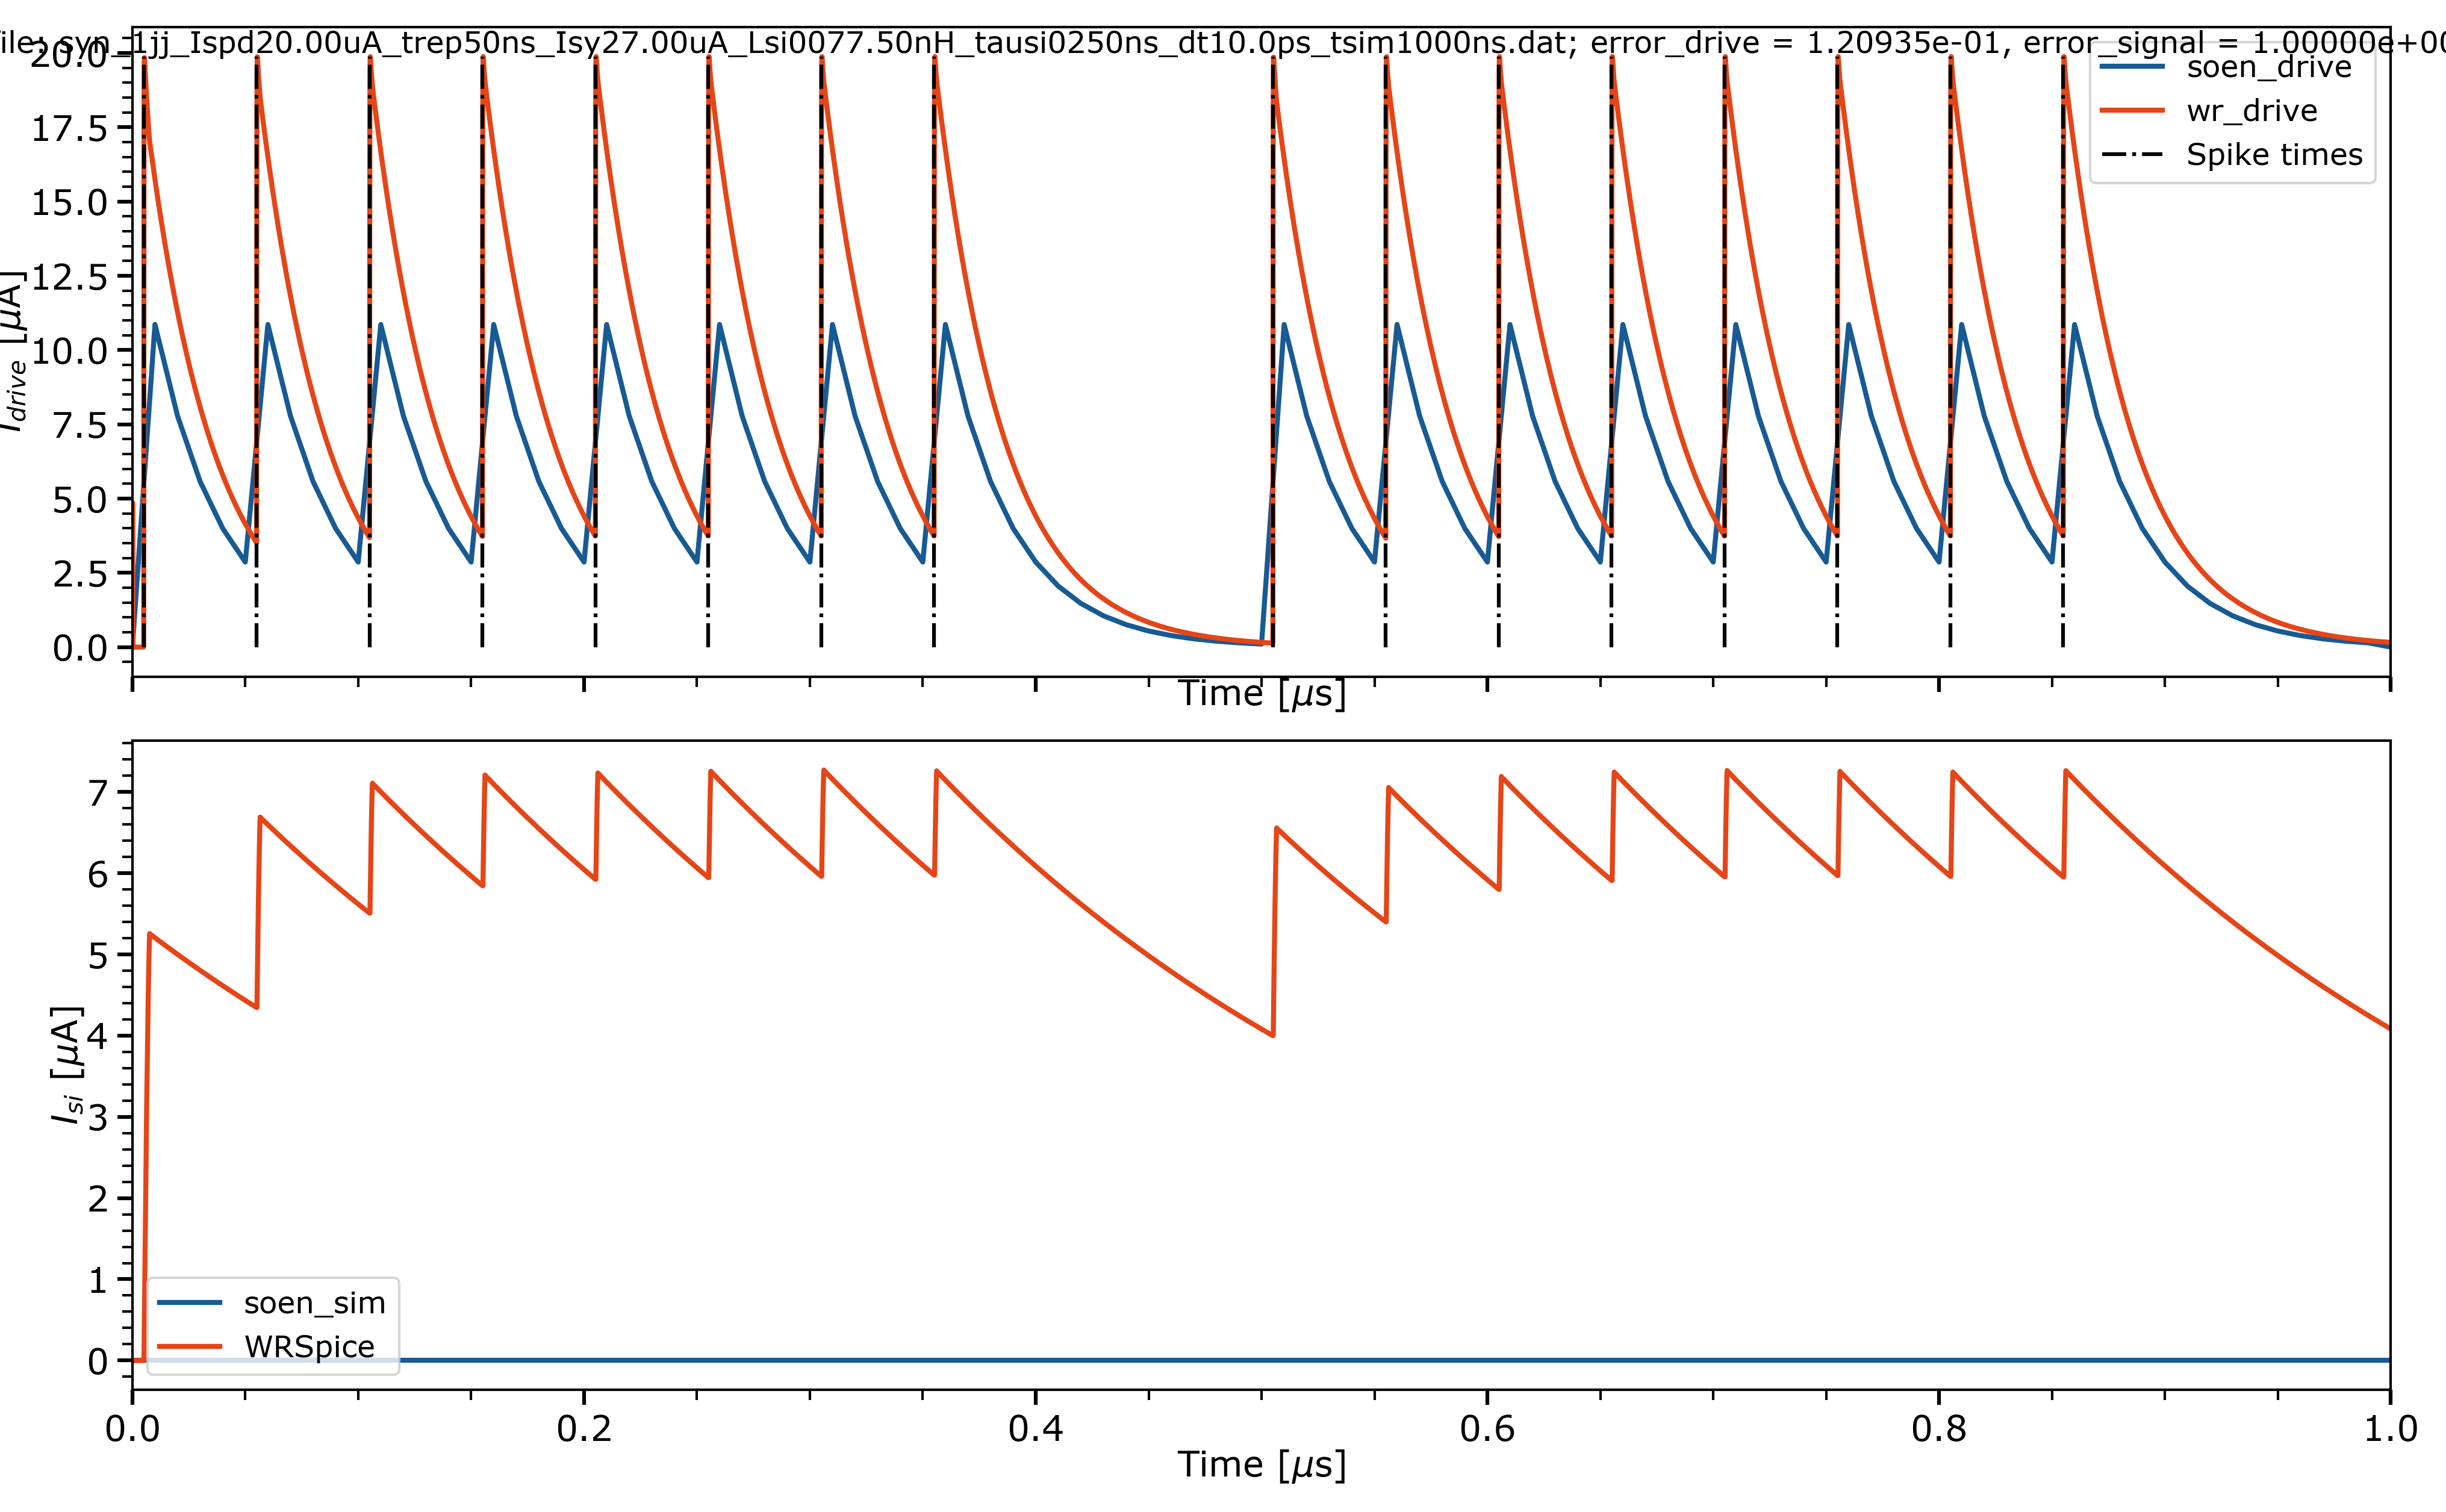 ile: syn_1jj_Ispd20.00uA_trep50ns_Isy27.00uA_Lsi0077.50nH_tausi0250ns_dt10.0ps_tsim1000ns.dat; error_drive = 1.20935e-01, error_signal = 1.00000e+00
20.0
17.5
15.0
12.5
10.0
7.5
5.0
2.5
0.0
I_drive [μA]
soen_drive
wr_drive
Spike times
Time [μs]
7
6
5
4
3
2
1
0
I_si [μA]
soen_sim
WRSpice
0.0 0.2 0.4 0.6 0.8 1.0
Time [μs]